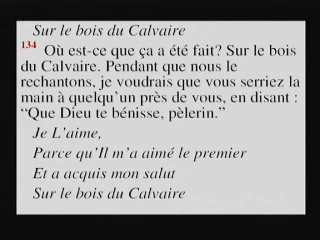 Sur le bois du Calvaire
134 Où est-ce que ça a été fait? Sur le bois
du Calvaire. Pendant que nous le
rechantons, je voudrais que vous serriez la
main à quelqu'un près de vous, en disant :
“Que Dieu te bénisse, pèlerin.”
Je L'aime,
Parce qu'Il m'a aimé le premier
Et a acquis mon salut
Sur le bois du Calvaire